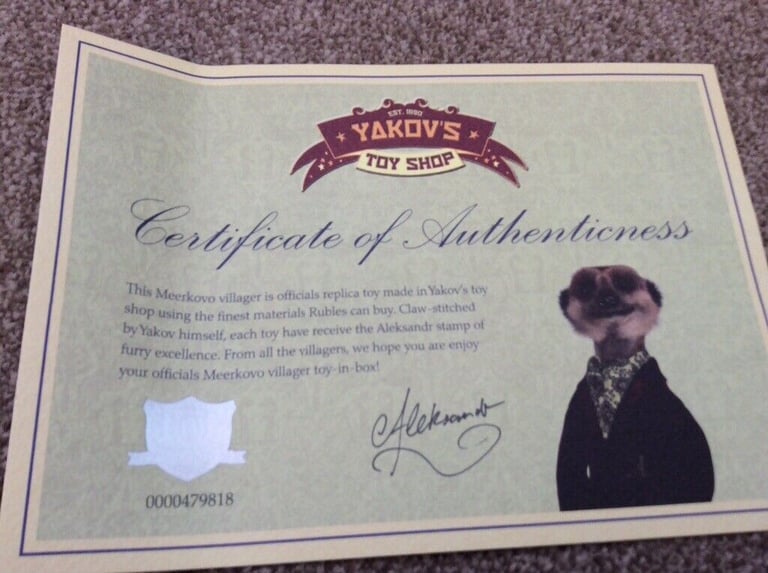 EST. 1880
YAKOV'S
TOY SHOP
Certificate of Authenticness
This Meerkovo villager is officials replica toy made in Yakov's toy
shop using the finest materials Rubles can buy. Claw-stitched
by Yakov himself, each toy have receive the Aleksandr stamp of
furry excellence. From all the villagers, we hope you are enjoy
your officials Meerkovo villager toy-in-box!
Aleksandr
0000479818